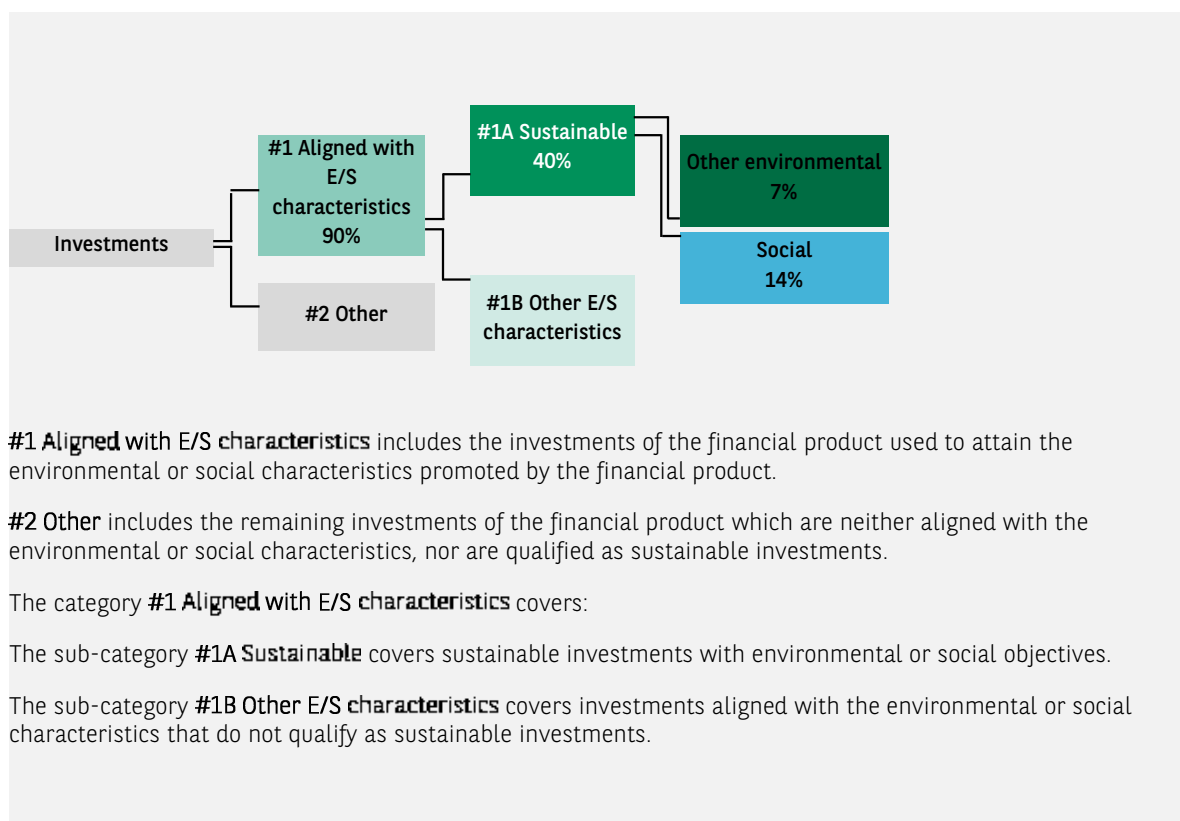 #1A Sustainable
40%
#1 Aligned with
E/S
characteristics
90%
Other environmental
7%
Investments
Social
14%
#2 Other
#1B Other E/S
characteristics
#1 Aligned with E/S characteristics includes the investments of the financial product used to attain the
environmental or social characteristics promoted by the financial product.
#2 Other includes the remaining investments of the financial product which are neither aligned with the
environmental or social characteristics, nor are qualified as sustainable investments.
The category #1 Aligned with E/S characteristics covers:
The sub-category #1A Sustainable covers sustainable investments with environmental or social objectives.
The sub-category #1B Other E/S characteristics covers investments aligned with the environmental or social
characteristics that do not qualify as sustainable investments.